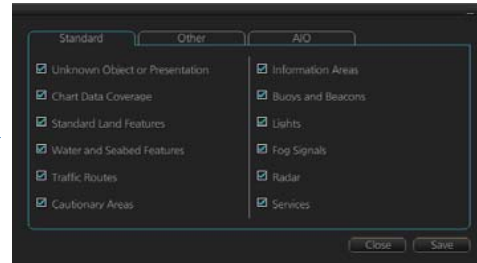 Standard Other AIO
Unknown Object or Presentation
Chart Data Coverage
Standard Land Features
Water and Seabed Features
Traffic Routes
Cautionary Areas
Information Areas
Buoys and Beacons
Lights
Fog Signals
Radar
Services
Close Save